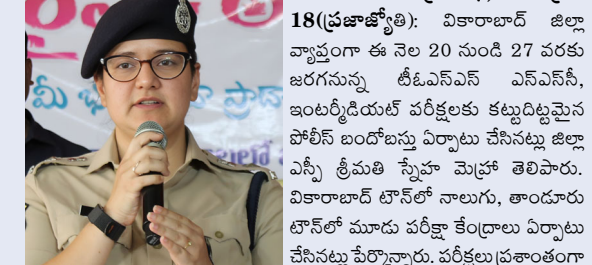 18(ప్రజాజ్యోతి): వికారాబాద్ జిల్లా
వ్యాప్తంగా ఈ నెల 20 నుండి 27 వరకు
జరగనున్న టీఓఎస్ఎస్ ఎస్ఎస్‌సీ,
ఇంటర్మీడియట్ పరీక్షలకు కట్టుదిట్టమైన
పోలీస్ బందోబస్తు ఏర్పాటు చేసినట్లు జిల్లా
ఎస్పీ శ్రీమతి స్నేహ మెహ్రా తెలిపారు.
వికారాబాద్ టౌన్‌లో నాలుగు, తాండూరు
టౌన్‌లో మూడు పరీక్షా కేంద్రాలు ఏర్పాటు
చేసినట్లు పేర్కొన్నారు. పరీక్షలు ప్రశాంతంగా
మీ